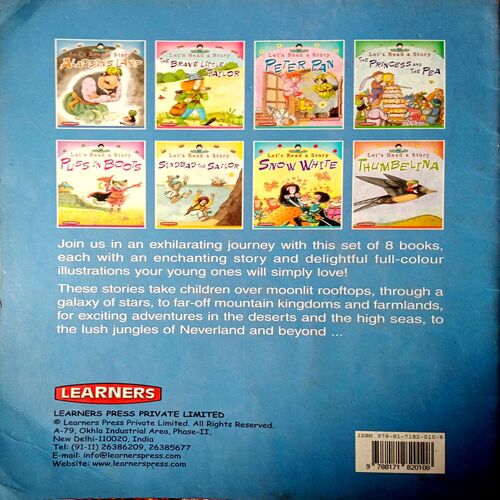 Let's Read a Story
ALADDIN'S LAMP
Let's Read a Story
THE BRAVE LITTLE
TAILOR
Let's Read a Story
PETER PAN
Let's Read a Story
THE PRINCESS
AND THE PEA
Let's Read a Story
PUSS IN BOOTS
Let's Read a Story
SINDBAD THE SAILOR
Let's Read a Story
SNOW WHITE
Let's Read a Story
THUMBELINA
Join us in an exhilarating journey with this set of 8 books,
each with an enchanting story and delightful full-colour
illustrations your young ones will simply love!
These stories take children over moonlit rooftops, through a
galaxy of stars, to far-off mountain kingdoms and farmlands,
for exciting adventures in the deserts and the high seas, to
the lush jungles of Neverland and beyond ...
LEARNERS
LEARNERS PRESS PRIVATE LIMITED
© Learners Press Private Limited. All Rights Reserved.
A-79, Okhla Industrial Area, Phase-II,
New Delhi-110020, India
Tel: (91-11) 26386209, 26385677
E-mail: info@learnerspress.com
Website: www.learnerspress.com
ISBN 978-81-7182-010-8
9 788171 820108